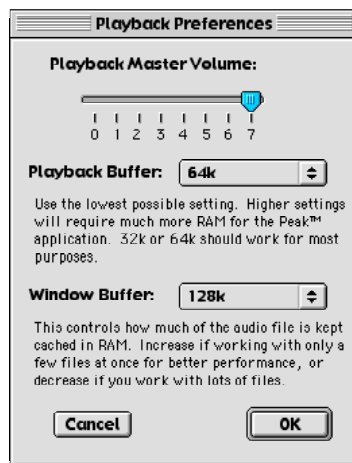 Playback Preferences
Playback Master Volume:
0 1 2 3 4 5 6 7
Playback Buffer: 64k
Use the lowest possible setting. Higher settings
will require much more RAM for the Peak™
application. 32k or 64k should work for most
purposes.
Window Buffer: 128k
This controls how much of the audio file is kept
cached in RAM. Increase if working with only a
few files at once for better performance, or
decrease if you work with lots of files.
Cancel OK